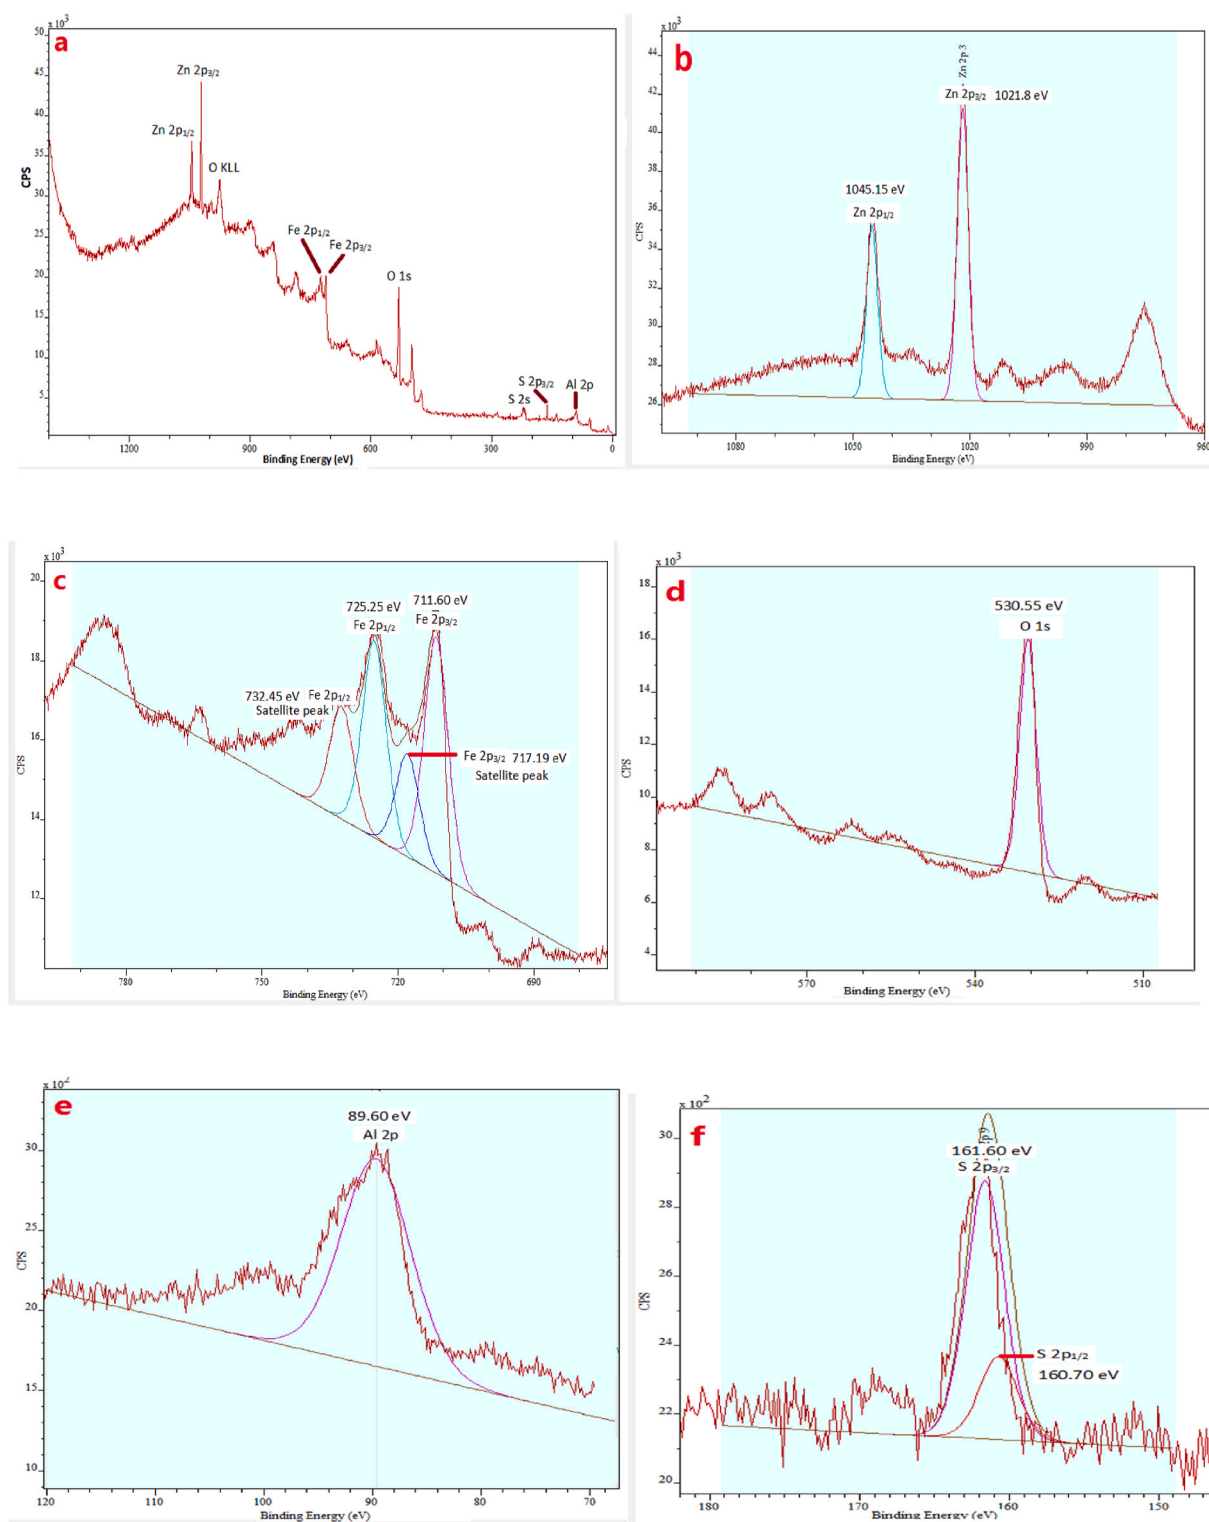 x 10³
a
50
45
40
35
30
25
20
15
10
5
CPS
Zn 2p3/2
Zn 2p1/2
O KLL
Fe 2p1/2
Fe 2p3/2
O 1s
S 2p3/2
S 2s
Al 2p
1200
900
600
300
0
Binding Energy (eV)
x 10³
b
44
42
40
36
34
30
28
26
CPS
Zn 2p 3
Zn 2p3/2 1021.8 eV
1045.15 eV
Zn 2p1/2
1080
1050
1020
990
960
Binding Energy (eV)
x 10³
c
20
18
16
14
12
CPS
725.25 eV
Fe 2p1/2
711.60 eV
Fe 2p3/2
732.45 eV Fe 2p1/2
Satellite peak
Fe 2p3/2 717.19 eV
Satellite peak
780
750
720
690
Binding Energy (eV)
x 10³
d
18
16
14
12
10
8
6
4
CPS
530.55 eV
O 1s
570
540
510
Binding Energy (eV)
x 10²
e
30
25
20
15
10
CPS
89.60 eV
Al 2p
120
110
100
90
80
70
Binding Energy (eV)
x 10²
f
30
28
26
24
22
20
CPS
161.60 eV
S 2p3/2
S 2p1/2
160.70 eV
180
170
160
150
Binding Energy (eV)